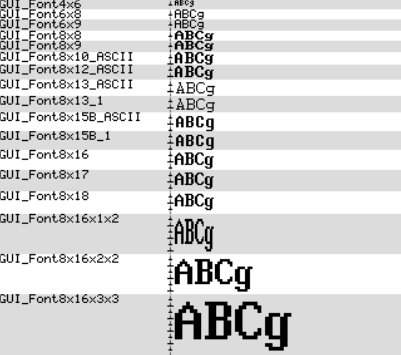 GUI_Font4x6 ABCg
GUI_Font6x8 ABCg
GUI_Font6x9 ABCg
GUI_Font8x8 ABCg
GUI_Font8x9 ABCg
GUI_Font8x10_ASCII ABCg
GUI_Font8x12_ASCII ABCg
GUI_Font8x13_ASCII ABCg
GUI_Font8x13_1 ABCg
GUI_Font8x15B_ASCII ABCg
GUI_Font8x15B_1 ABCg
GUI_Font8x16 ABCg
GUI_Font8x17 ABCg
GUI_Font8x18 ABCg
GUI_Font8x16x1x2 ABCg
GUI_Font8x16x2x2 ABCg
GUI_Font8x16x3x3 ABCg